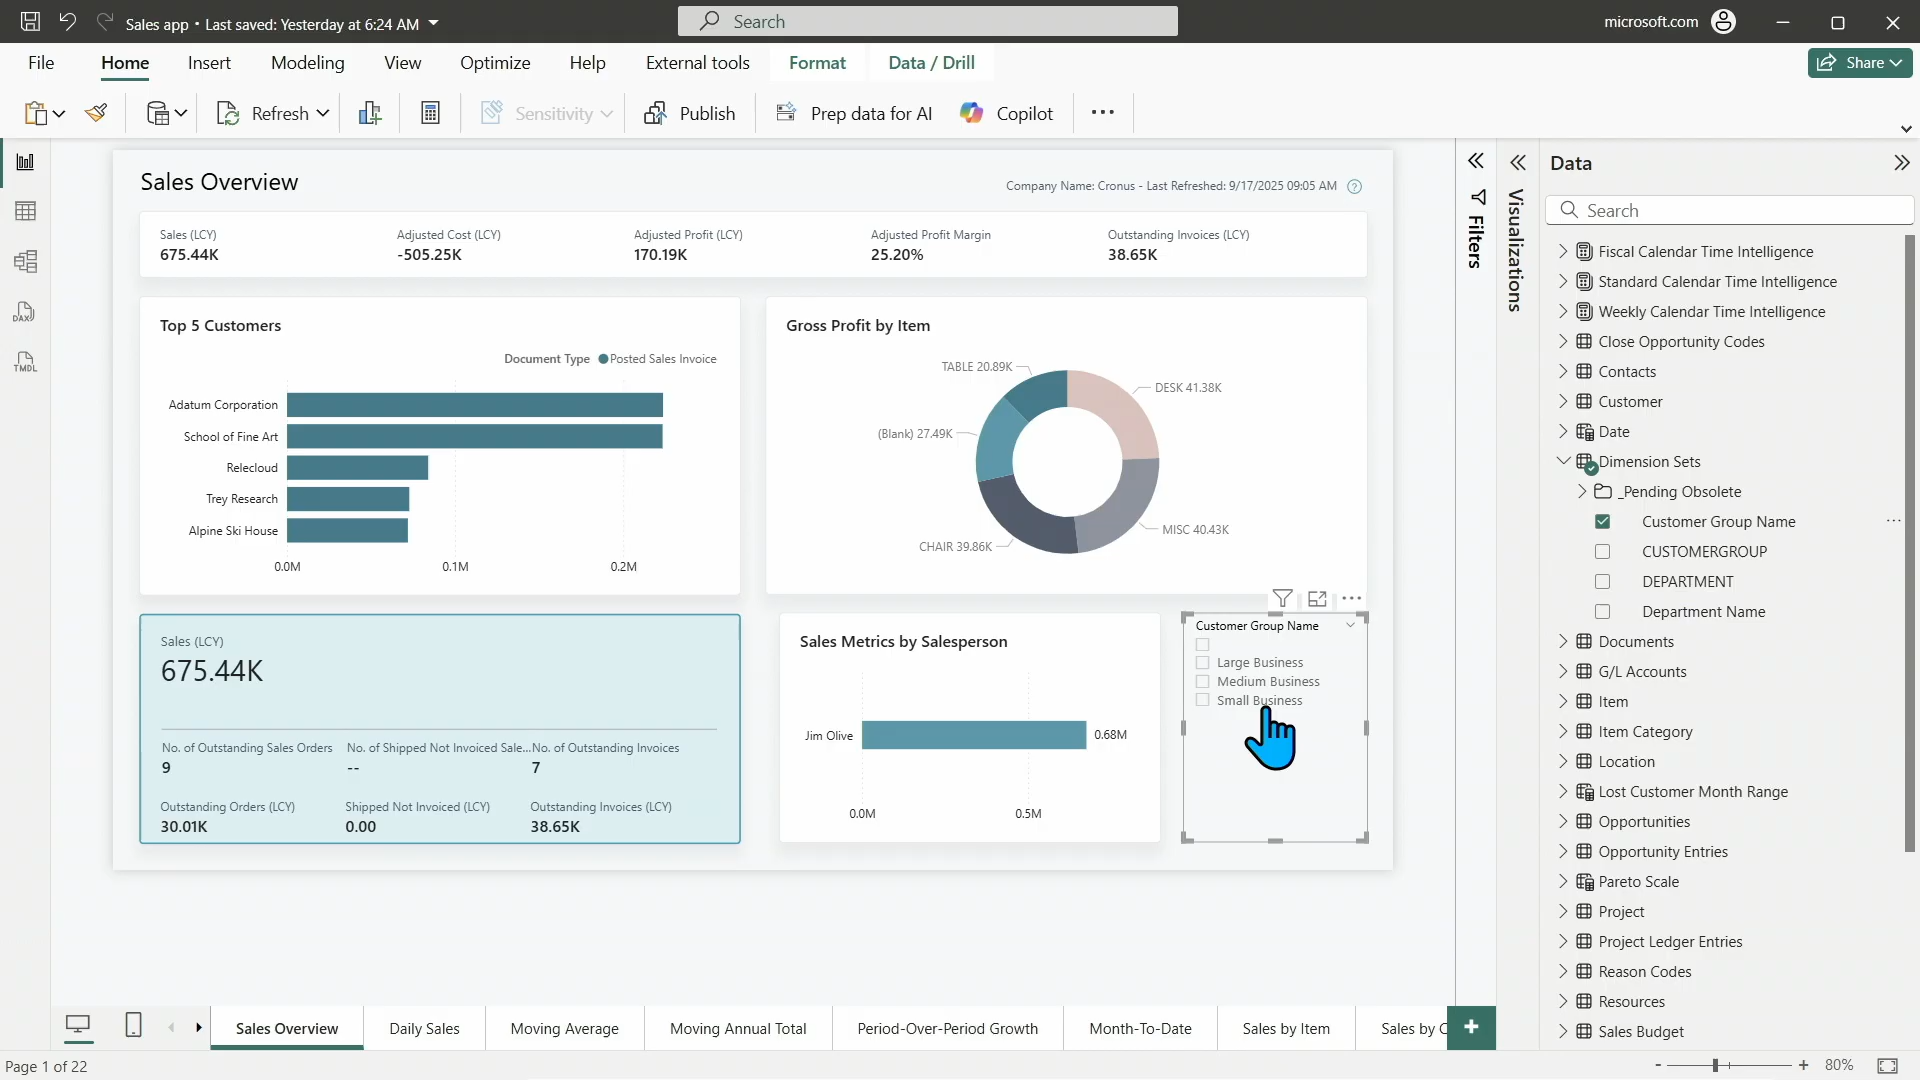 Sales app • Last saved: Yesterday at 6:24 AM
Search
microsoft.com
File
Home
Insert
Modeling
View
Optimize
Help
External tools
Format
Data / Drill
Share
Refresh
Sensitivity
Publish
Prep data for AI
Copilot
DAX
TMDL
Sales Overview
Company Name: Cronus - Last Refreshed: 9/17/2025 09:05 AM
Sales (LCY)
675.44K
Adjusted Cost (LCY)
-505.25K
Adjusted Profit (LCY)
170.19K
Adjusted Profit Margin
25.20%
Outstanding Invoices (LCY)
38.65K
Top 5 Customers
Document Type Posted Sales Invoice
Adatum Corporation
School of Fine Art
Relecloud
Trey Research
Alpine Ski House
0.0M
0.1M
0.2M
Gross Profit by Item
TABLE 20.89K
DESK 41.38K
(Blank) 27.49K
MISC 40.43K
CHAIR 39.86K
Sales (LCY)
675.44K
No. of Outstanding Sales Orders
9
No. of Shipped Not Invoiced Sale...
--
No. of Outstanding Invoices
7
Outstanding Orders (LCY)
30.01K
Shipped Not Invoiced (LCY)
0.00
Outstanding Invoices (LCY)
38.65K
Sales Metrics by Salesperson
Jim Olive
0.68M
0.0M
0.5M
Customer Group Name
Large Business
Medium Business
Small Business
Filters
Visualizations
Data
Search
Fiscal Calendar Time Intelligence
Standard Calendar Time Intelligence
Weekly Calendar Time Intelligence
Close Opportunity Codes
Contacts
Customer
Date
Dimension Sets
_Pending Obsolete
Customer Group Name
CUSTOMERGROUP
DEPARTMENT
Department Name
Documents
G/L Accounts
Item
Item Category
Location
Lost Customer Month Range
Opportunities
Opportunity Entries
Pareto Scale
Project
Project Ledger Entries
Reason Codes
Resources
Sales Budget
Sales Overview
Daily Sales
Moving Average
Moving Annual Total
Period-Over-Period Growth
Month-To-Date
Sales by Item
Sales by C
Page 1 of 22
80%